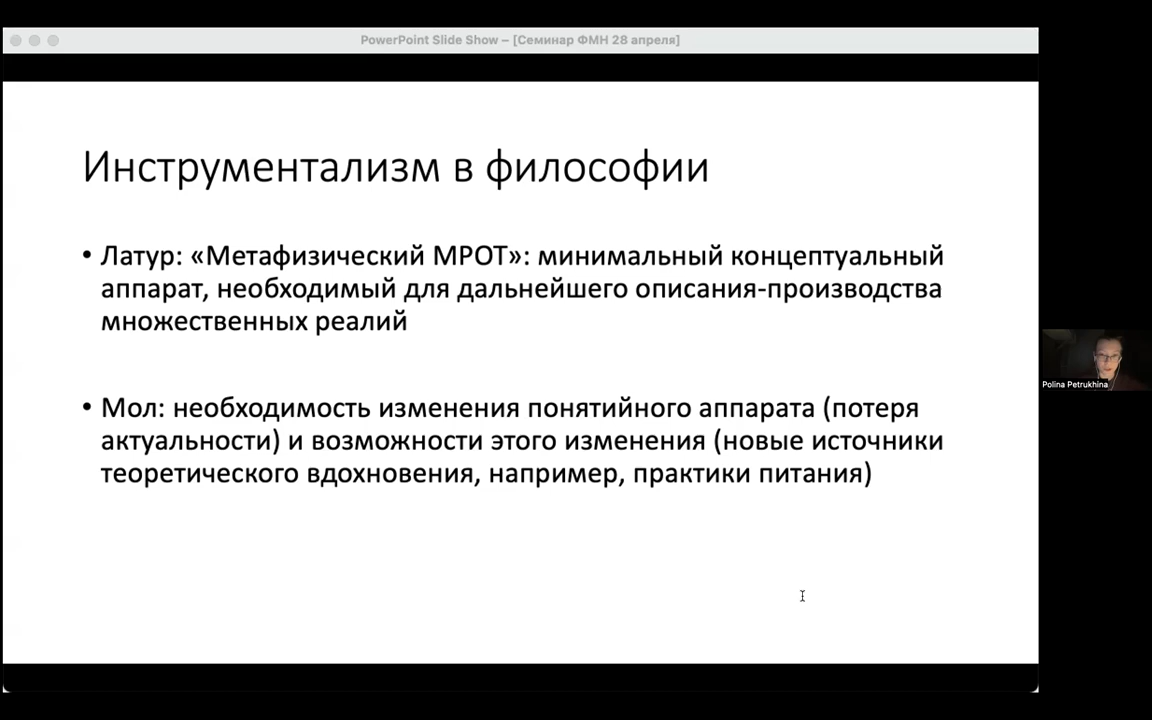 PowerPoint Slide Show – [Семинар ФМН 28 апреля]
Инструментализм в философии
• Латур: «Метафизический МРОТ»: минимальный концептуальный
аппарат, необходимый для дальнейшего описания-производства
множественных реалий
• Мол: необходимость изменения понятийного аппарата (потеря
актуальности) и возможности этого изменения (новые источники
теоретического вдохновения, например, практики питания)
Polina Petrukhina